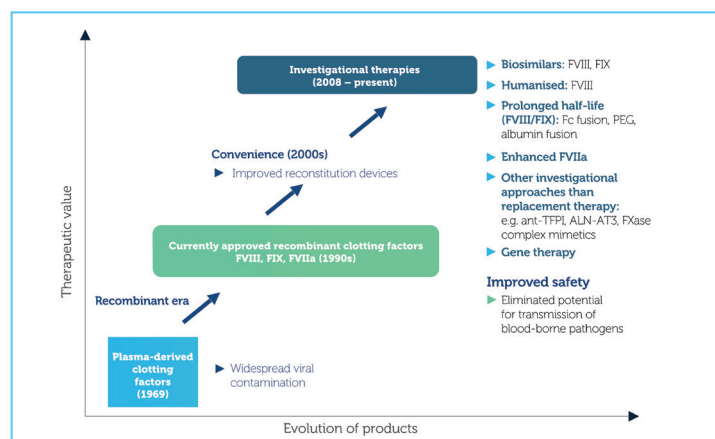 Investigational therapies
(2008 – present)
Convenience (2000s)
Improved reconstitution devices
Currently approved recombinant clotting factors
FVIII, FIX, FVIIa (1990s)
Recombinant era
Plasma-derived
clotting
factors
(1969)
Widespread viral
contamination
Biosimilars: FVIII, FIX
Humanised: FVIII
Prolonged half-life
(FVIII/FIX): Fc fusion, PEG,
albumin fusion
Enhanced FVIIa
Other investigational
approaches than
replacement therapy:
e.g. ant-TFPI, ALN-AT3, FXase
complex mimetics
Gene therapy
Improved safety
Eliminated potential
for transmission of
blood-borne pathogens
Therapeutic value
Evolution of products